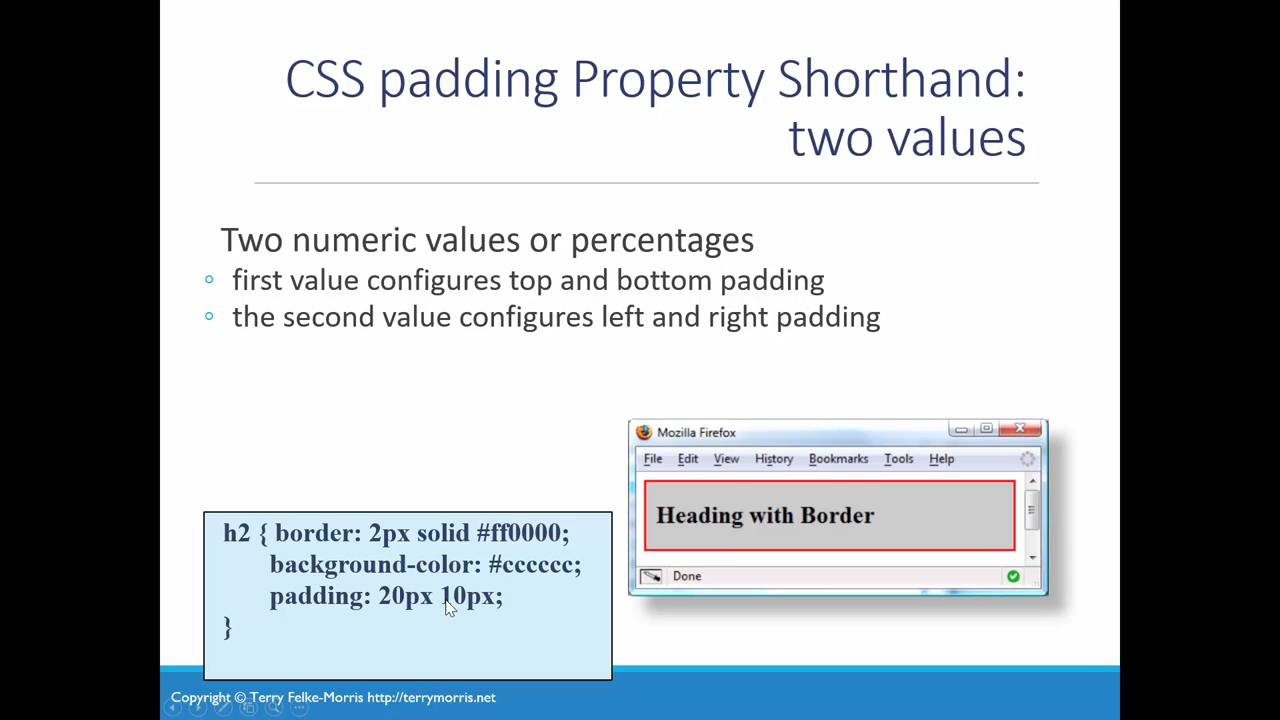 CSS padding Property Shorthand:
two values
Two numeric values or percentages
first value configures top and bottom padding
the second value configures left and right padding
Mozilla Firefox
File Edit View History Bookmarks Tools Help
Heading with Border
Done
h2 { border: 2px solid #ff0000;
background-color: #cccccc;
padding: 20px 10px;
}
Copyright © Terry Felke-Morris http://terrymorris.net